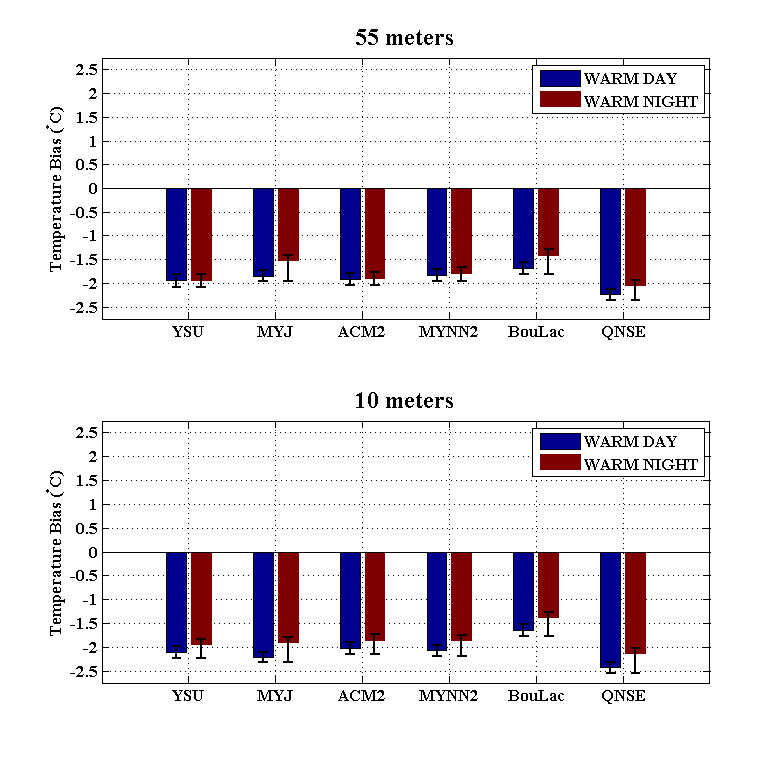 55 meters
WARM DAY
WARM NIGHT
Temperature Bias (°C)
2.5
2
1.5
1
0.5
0
-0.5
-1
-1.5
-2
-2.5
YSU MYJ ACM2 MYNN2 BouLac QNSE
10 meters
WARM DAY
WARM NIGHT
Temperature Bias (°C)
2.5
2
1.5
1
0.5
0
-0.5
-1
-1.5
-2
-2.5
YSU MYJ ACM2 MYNN2 BouLac QNSE